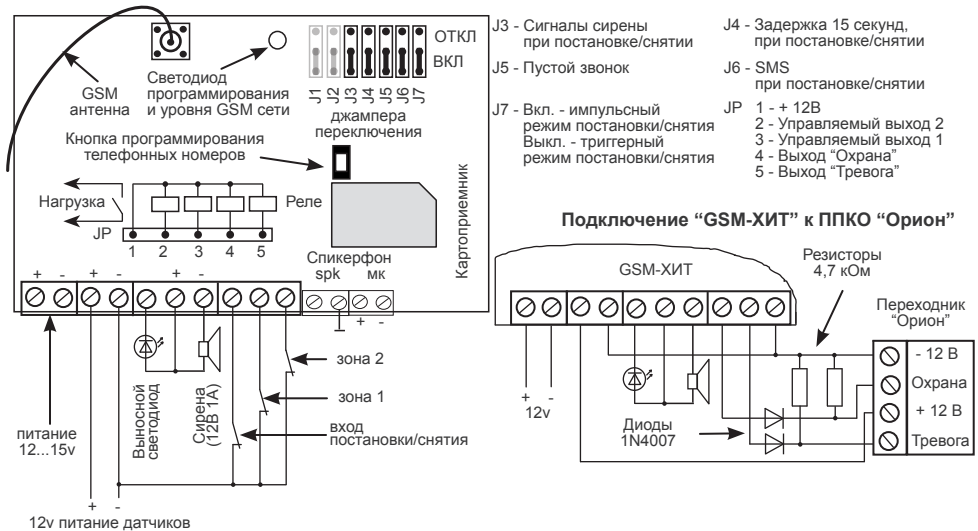 GSM
антенна
Светодиод
программирования
и уровня GSM сети
ОТКЛ
ВКЛ
J1 J2 J3 J4 J5 J6 J7
джампера
переключения
Кнопка программирования
телефонных номеров
Нагрузка
Реле
JP
1 2 3 4 5
Картоприемник
Спикерфон
spk мк
+ - + - + -
+ -
питание
12...15v
Выносной
светодиод
Сирена
(12В 1А)
зона 2
зона 1
вход
постановки/снятия
+ -
12v питание датчиков
J3 - Сигналы сирены
при постановке/снятии
J4 - Задержка 15 секунд,
при постановке/снятии
J5 - Пустой звонок
J6 - SMS
при постановке/снятии
J7 - Вкл. - импульсный
режим постановки/снятия
Выкл. - триггерный
режим постановки/снятия
JP 1 - + 12В
2 - Управляемый выход 2
3 - Управляемый выход 1
4 - Выход “Охрана”
5 - Выход “Тревога”
Подключение “GSM-ХИТ” к ППКО “Орион”
GSM-ХИТ
Резисторы
4,7 кОм
Переходник
“Орион”
- 12 В
Охрана
+ 12 В
Тревога
+ -
12v
Диоды
1N4007